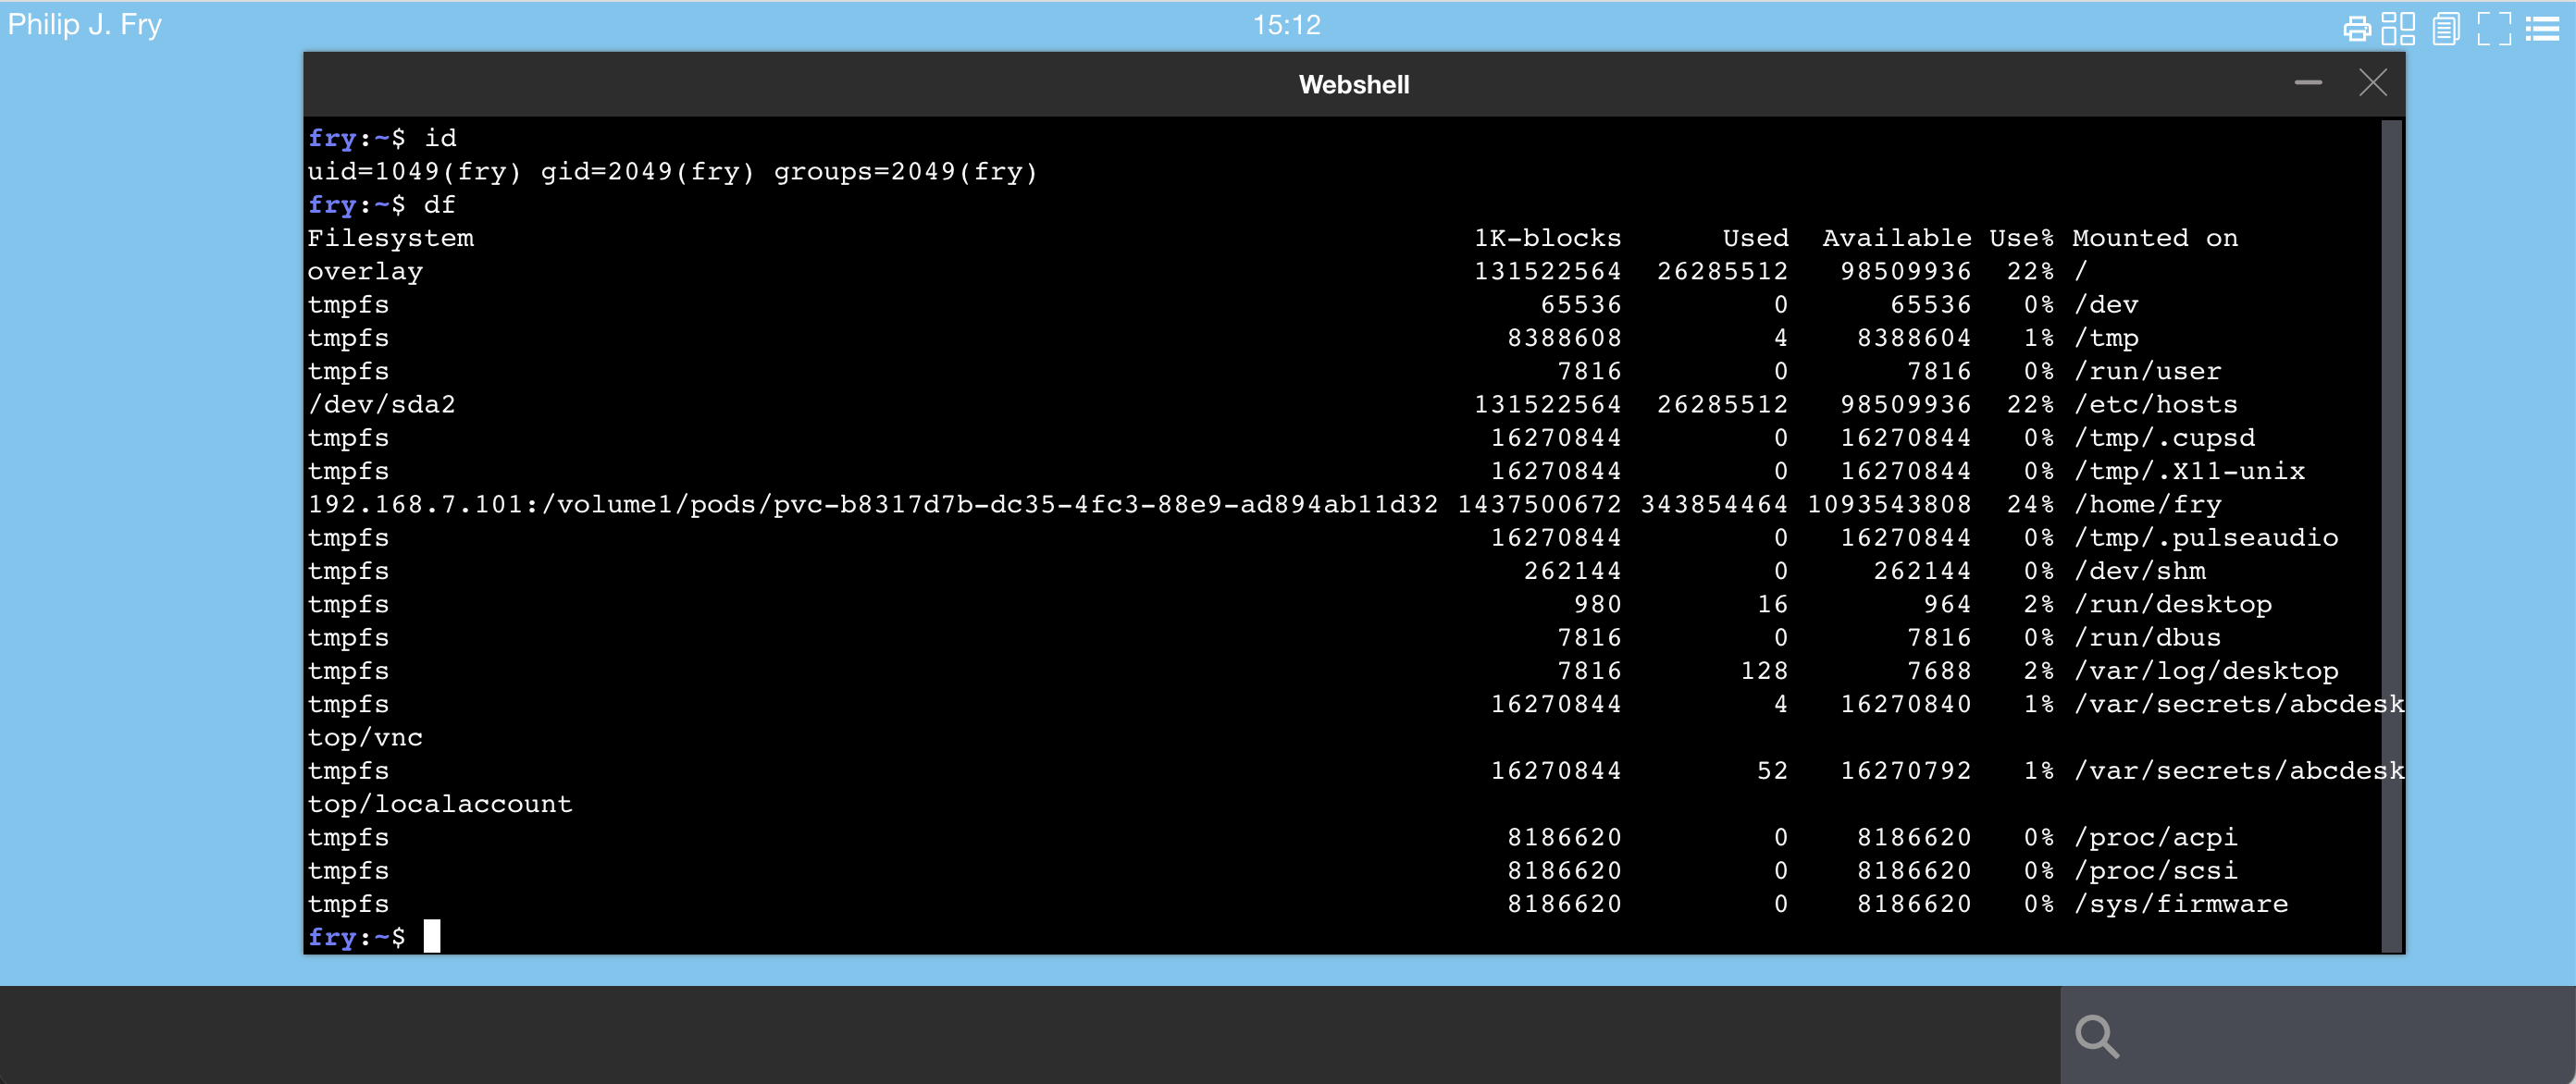 Philip J. Fry
15:12
Webshell
fry:~$ id
uid=1049(fry) gid=2049(fry) groups=2049(fry)
fry:~$ df
Filesystem 1K-blocks Used Available Use% Mounted on
overlay 131522564 26285512 98509936 22% /
tmpfs 65536 0 65536 0% /dev
tmpfs 8388608 4 8388604 1% /tmp
tmpfs 7816 0 7816 0% /run/user
/dev/sda2 131522564 26285512 98509936 22% /etc/hosts
tmpfs 16270844 0 16270844 0% /tmp/.cupsd
tmpfs 16270844 0 16270844 0% /tmp/.X11-unix
192.168.7.101:/volume1/pods/pvc-b8317d7b-dc35-4fc3-88e9-ad894ab11d32 1437500672 343854464 1093543808 24% /home/fry
tmpfs 16270844 0 16270844 0% /tmp/.pulseaudio
tmpfs 262144 0 262144 0% /dev/shm
tmpfs 980 16 964 2% /run/desktop
tmpfs 7816 0 7816 0% /run/dbus
tmpfs 7816 128 7688 2% /var/log/desktop
tmpfs 16270844 4 16270840 1% /var/secrets/abcdesk
top/vnc
tmpfs 16270844 52 16270792 1% /var/secrets/abcdesk
top/localaccount
tmpfs 8186620 0 8186620 0% /proc/acpi
tmpfs 8186620 0 8186620 0% /proc/scsi
tmpfs 8186620 0 8186620 0% /sys/firmware
fry:~$